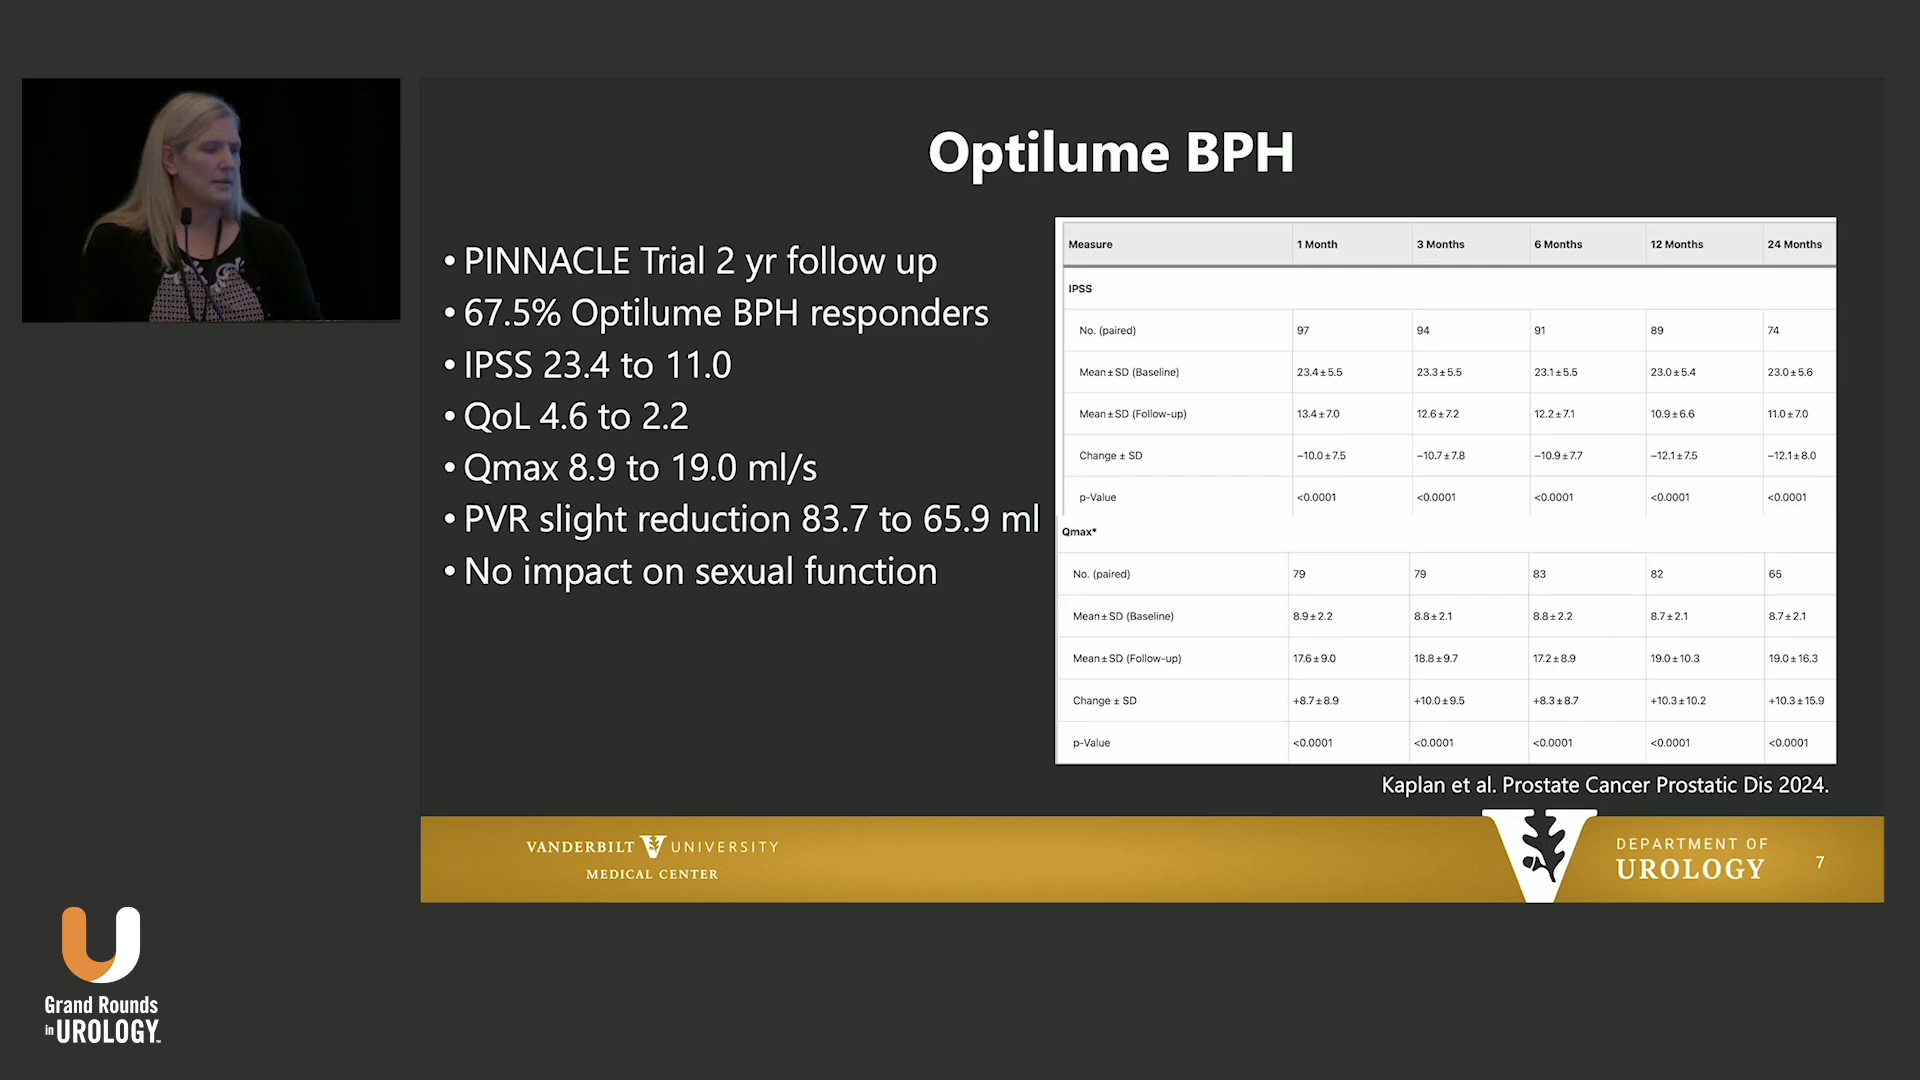 Optilume BPH
• PINNACLE Trial 2 yr follow up
• 67.5% Optilume BPH responders
• IPSS 23.4 to 11.0
• QoL 4.6 to 2.2
• Qmax 8.9 to 19.0 ml/s
• PVR slight reduction 83.7 to 65.9 ml
• No impact on sexual function
Measure 1 Month 3 Months 6 Months 12 Months 24 Months
IPSS
No. (paired) 97 94 91 89 74
Mean±SD (Baseline) 23.4±5.5 23.3±5.5 23.1±5.5 23.0±5.4 23.0±5.6
Mean±SD (Follow-up) 13.4±7.0 12.6±7.2 12.2±7.1 10.9±6.6 11.0±7.0
Change ± SD −10.0±7.5 −10.7±7.8 −10.9±7.7 −12.1±7.5 −12.1±8.0
p-Value <0.0001 <0.0001 <0.0001 <0.0001 <0.0001
Qmax*
No. (paired) 79 79 83 82 65
Mean±SD (Baseline) 8.9±2.2 8.8±2.1 8.8±2.2 8.7±2.1 8.7±2.1
Mean±SD (Follow-up) 17.6±9.0 18.8±9.7 17.2±8.9 19.0±10.3 19.0±16.3
Change ± SD +8.7±8.9 +10.0±9.5 +8.3±8.7 +10.3±10.2 +10.3±15.9
p-Value <0.0001 <0.0001 <0.0001 <0.0001 <0.0001
Kaplan et al. Prostate Cancer Prostatic Dis 2024.
VANDERBILT V UNIVERSITY
MEDICAL CENTER
V
DEPARTMENT OF
UROLOGY
7
U
Grand Rounds
in UROLOGY™